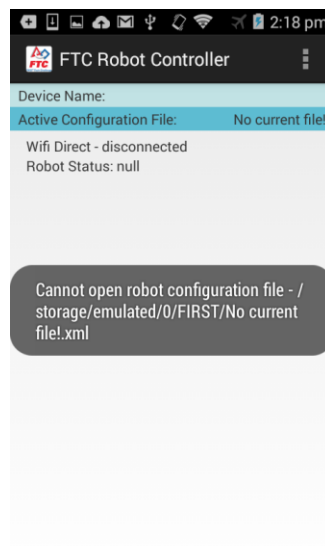 2:18 pm
FTC
FTC Robot Controller
Device Name:
Active Configuration File: No current file!
Wifi Direct - disconnected
Robot Status: null
Cannot open robot configuration file - /
storage/emulated/0/FIRST/No current
file!.xml